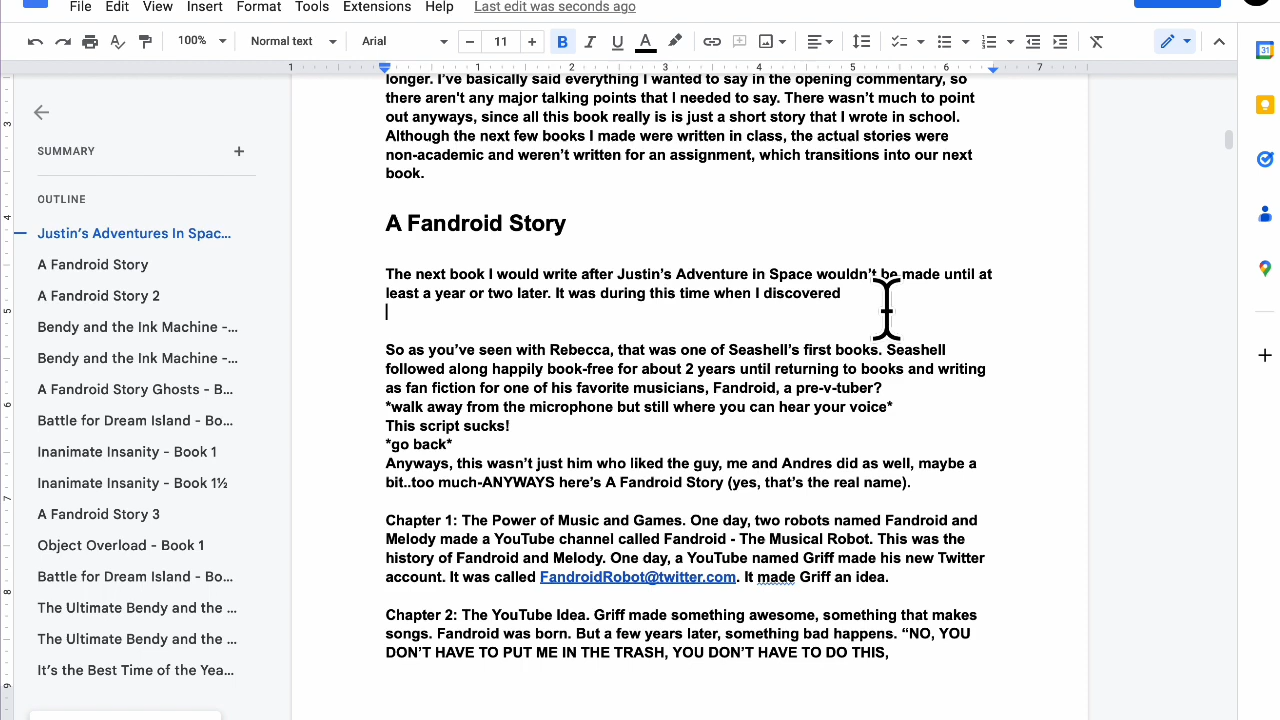 File Edit View Insert Format Tools Extensions Help Last edit was seconds ago
100% Normal text Arial − 11 + B I U A
1 1 2 3 4 5 6 7
longer. I've basically said everything I wanted to say in the opening commentary, so
there aren't any major talking points that I needed to say. There wasn't much to point
out anyways, since all this book really is is just a short story that I wrote in school.
Although the next few books I made were written in class, the actual stories were
non-academic and weren't written for an assignment, which transitions into our next
book.
SUMMARY +
OUTLINE
Justin's Adventures In Spac...
A Fandroid Story
A Fandroid Story 2
Bendy and the Ink Machine -...
Bendy and the Ink Machine -...
A Fandroid Story Ghosts - B...
Battle for Dream Island - Bo...
Inanimate Insanity - Book 1
Inanimate Insanity - Book 1½
A Fandroid Story 3
Object Overload - Book 1
Battle for Dream Island - Bo...
The Ultimate Bendy and the ...
The Ultimate Bendy and the ...
It's the Best Time of the Yea...
A Fandroid Story
The next book I would write after Justin's Adventure in Space wouldn't be made until at
least a year or two later. It was during this time when I discovered
So as you've seen with Rebecca, that was one of Seashell's first books. Seashell
followed along happily book-free for about 2 years until returning to books and writing
as fan fiction for one of his favorite musicians, Fandroid, a pre-v-tuber?
*walk away from the microphone but still where you can hear your voice*
This script sucks!
*go back*
Anyways, this wasn't just him who liked the guy, me and Andres did as well, maybe a
bit..too much-ANYWAYS here's A Fandroid Story (yes, that's the real name).
Chapter 1: The Power of Music and Games. One day, two robots named Fandroid and
Melody made a YouTube channel called Fandroid - The Musical Robot. This was the
history of Fandroid and Melody. One day, a YouTube named Griff made his new Twitter
account. It was called FandroidRobot@twitter.com. It made Griff an idea.
Chapter 2: The YouTube Idea. Griff made something awesome, something that makes
songs. Fandroid was born. But a few years later, something bad happens. "NO, YOU
DON'T HAVE TO PUT ME IN THE TRASH, YOU DON'T HAVE TO DO THIS,
3
4
5
6
7
8
9
31